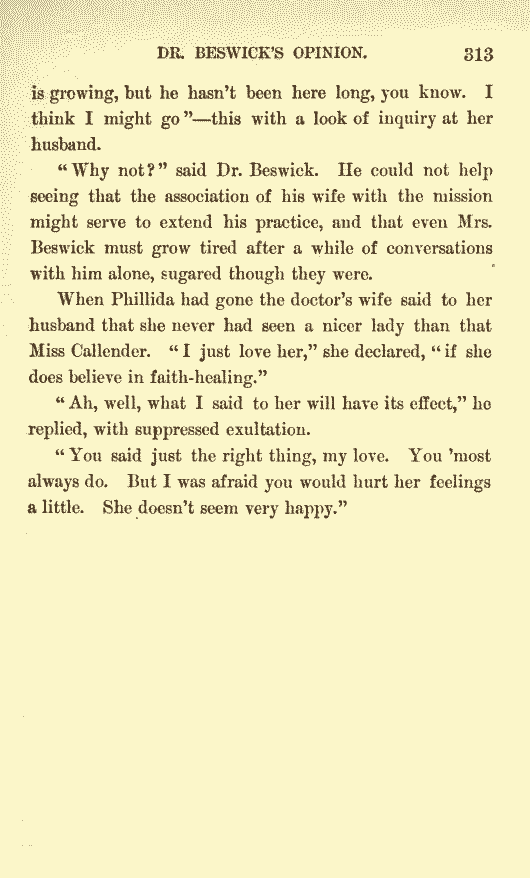 DR. BESWICK'S OPINION. 313
is growing, but he hasn't been here long, you know. I
think I might go"—this with a look of inquiry at her
husband.
"Why not?" said Dr. Beswick. He could not help
seeing that the association of his wife with the mission
might serve to extend his practice, and that even Mrs.
Beswick must grow tired after a while of conversations
with him alone, sugared though they were.
When Phillida had gone the doctor's wife said to her
husband that she never had seen a nicer lady than that
Miss Callender. "I just love her," she declared, "if she
does believe in faith-healing."
"Ah, well, what I said to her will have its effect," he
replied, with suppressed exultation.
"You said just the right thing, my love. You 'most
always do. But I was afraid you would hurt her feelings
a little. She doesn't seem very happy."